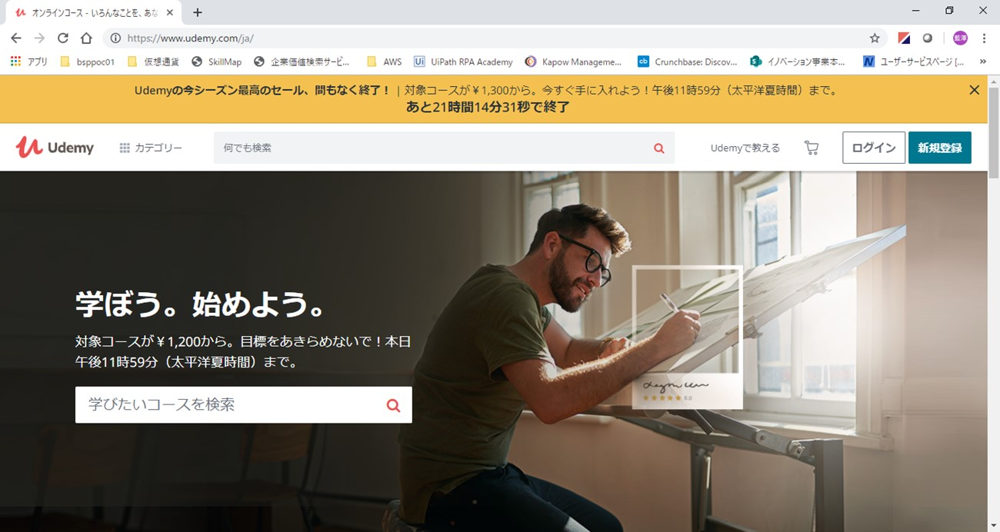 オンラインコース - いろんなことを、あな
https://www.udemy.com/ja/
藍澤
アプリ
bsppoc01
仮想通貨
SkillMap
企業価値検索サービ...
AWS
Ui
UiPath RPA Academy
Kapow Manageme...
cb
Crunchbase: Discov...
S
イノベーション事業本...
N
ユーザーサービスページ [...
»
Udemyの今シーズン最高のセール、間もなく終了！ | 対象コースが￥1,300から。今すぐ手に入れよう！午後11時59分（太平洋夏時間）まで。
あと21時間14分31秒で終了
Udemy
カテゴリー
何でも検索
Udemyで教える
ログイン
新規登録
学ぼう。始めよう。
対象コースが￥1,200から。目標をあきらめないで！本日
午後11時59分（太平洋夏時間）まで。
学びたいコースを検索